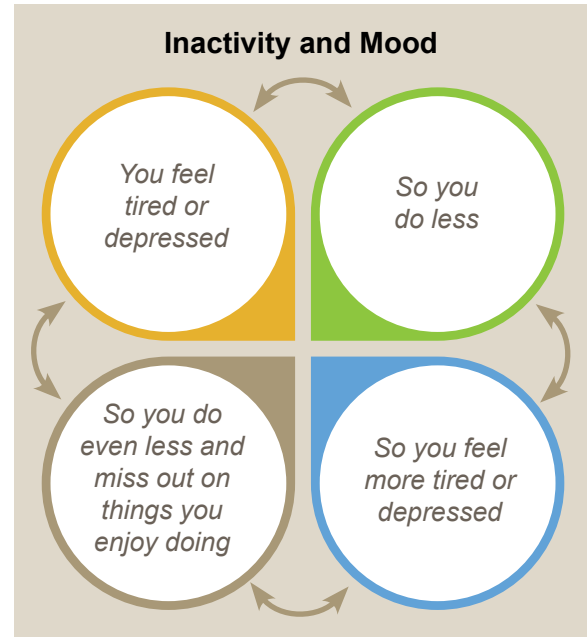 Inactivity and Mood
You feel
tired or
depressed
So you
do less
So you feel
more tired or
depressed
So you do
even less and
miss out on
things you
enjoy doing